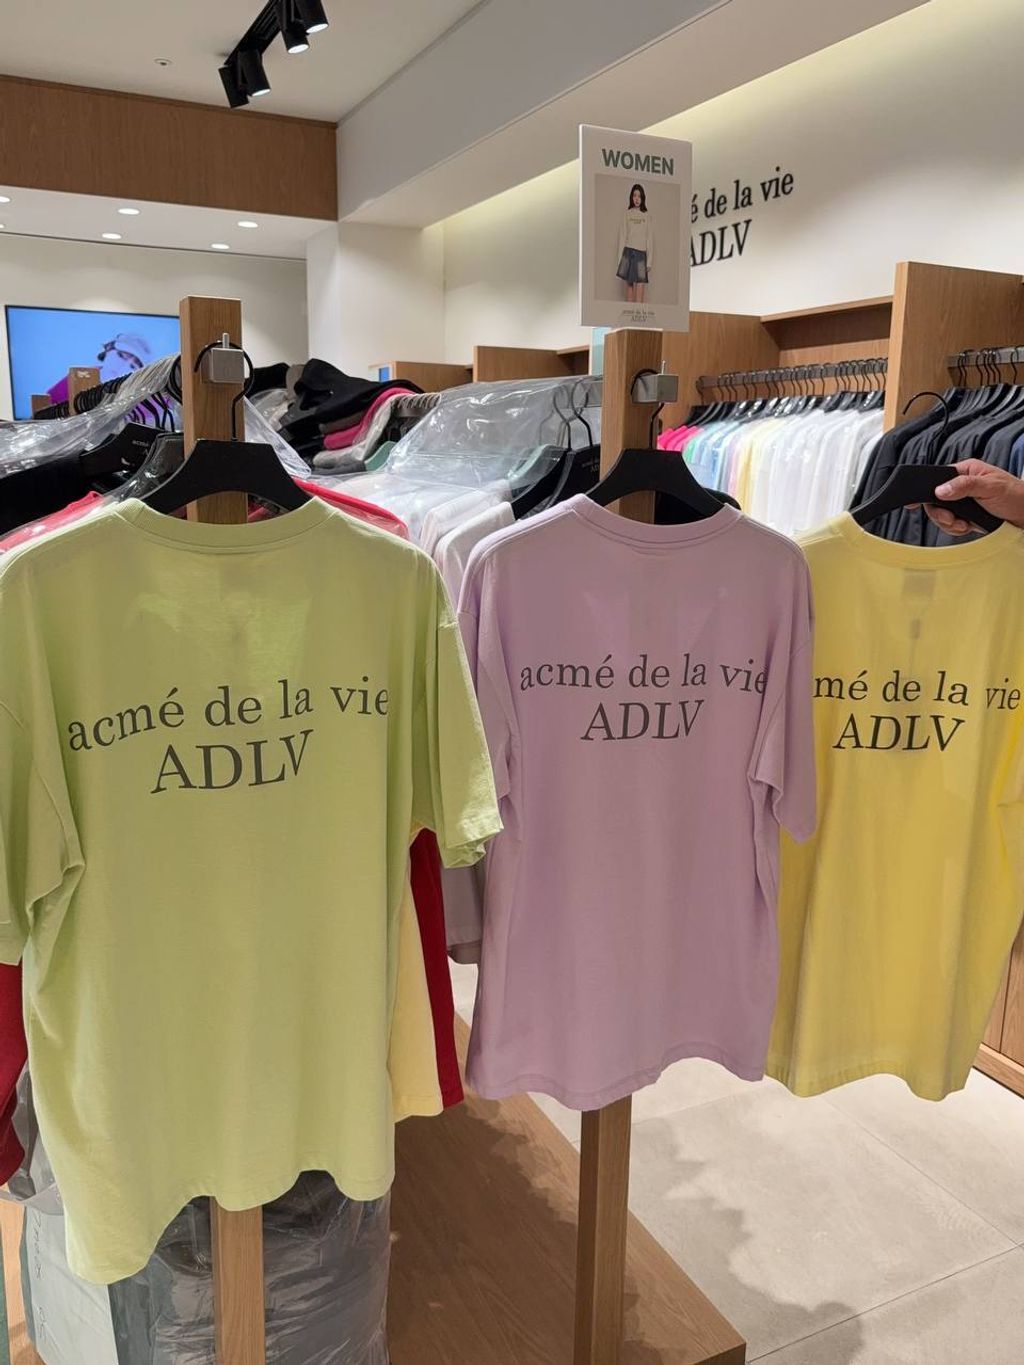 WOMEN
acmé de la vie
ADLV
é de la vie
ADLV
acmé de la vie
ADLV
acmé de la vie
ADLV
mé de la vie
ADLV